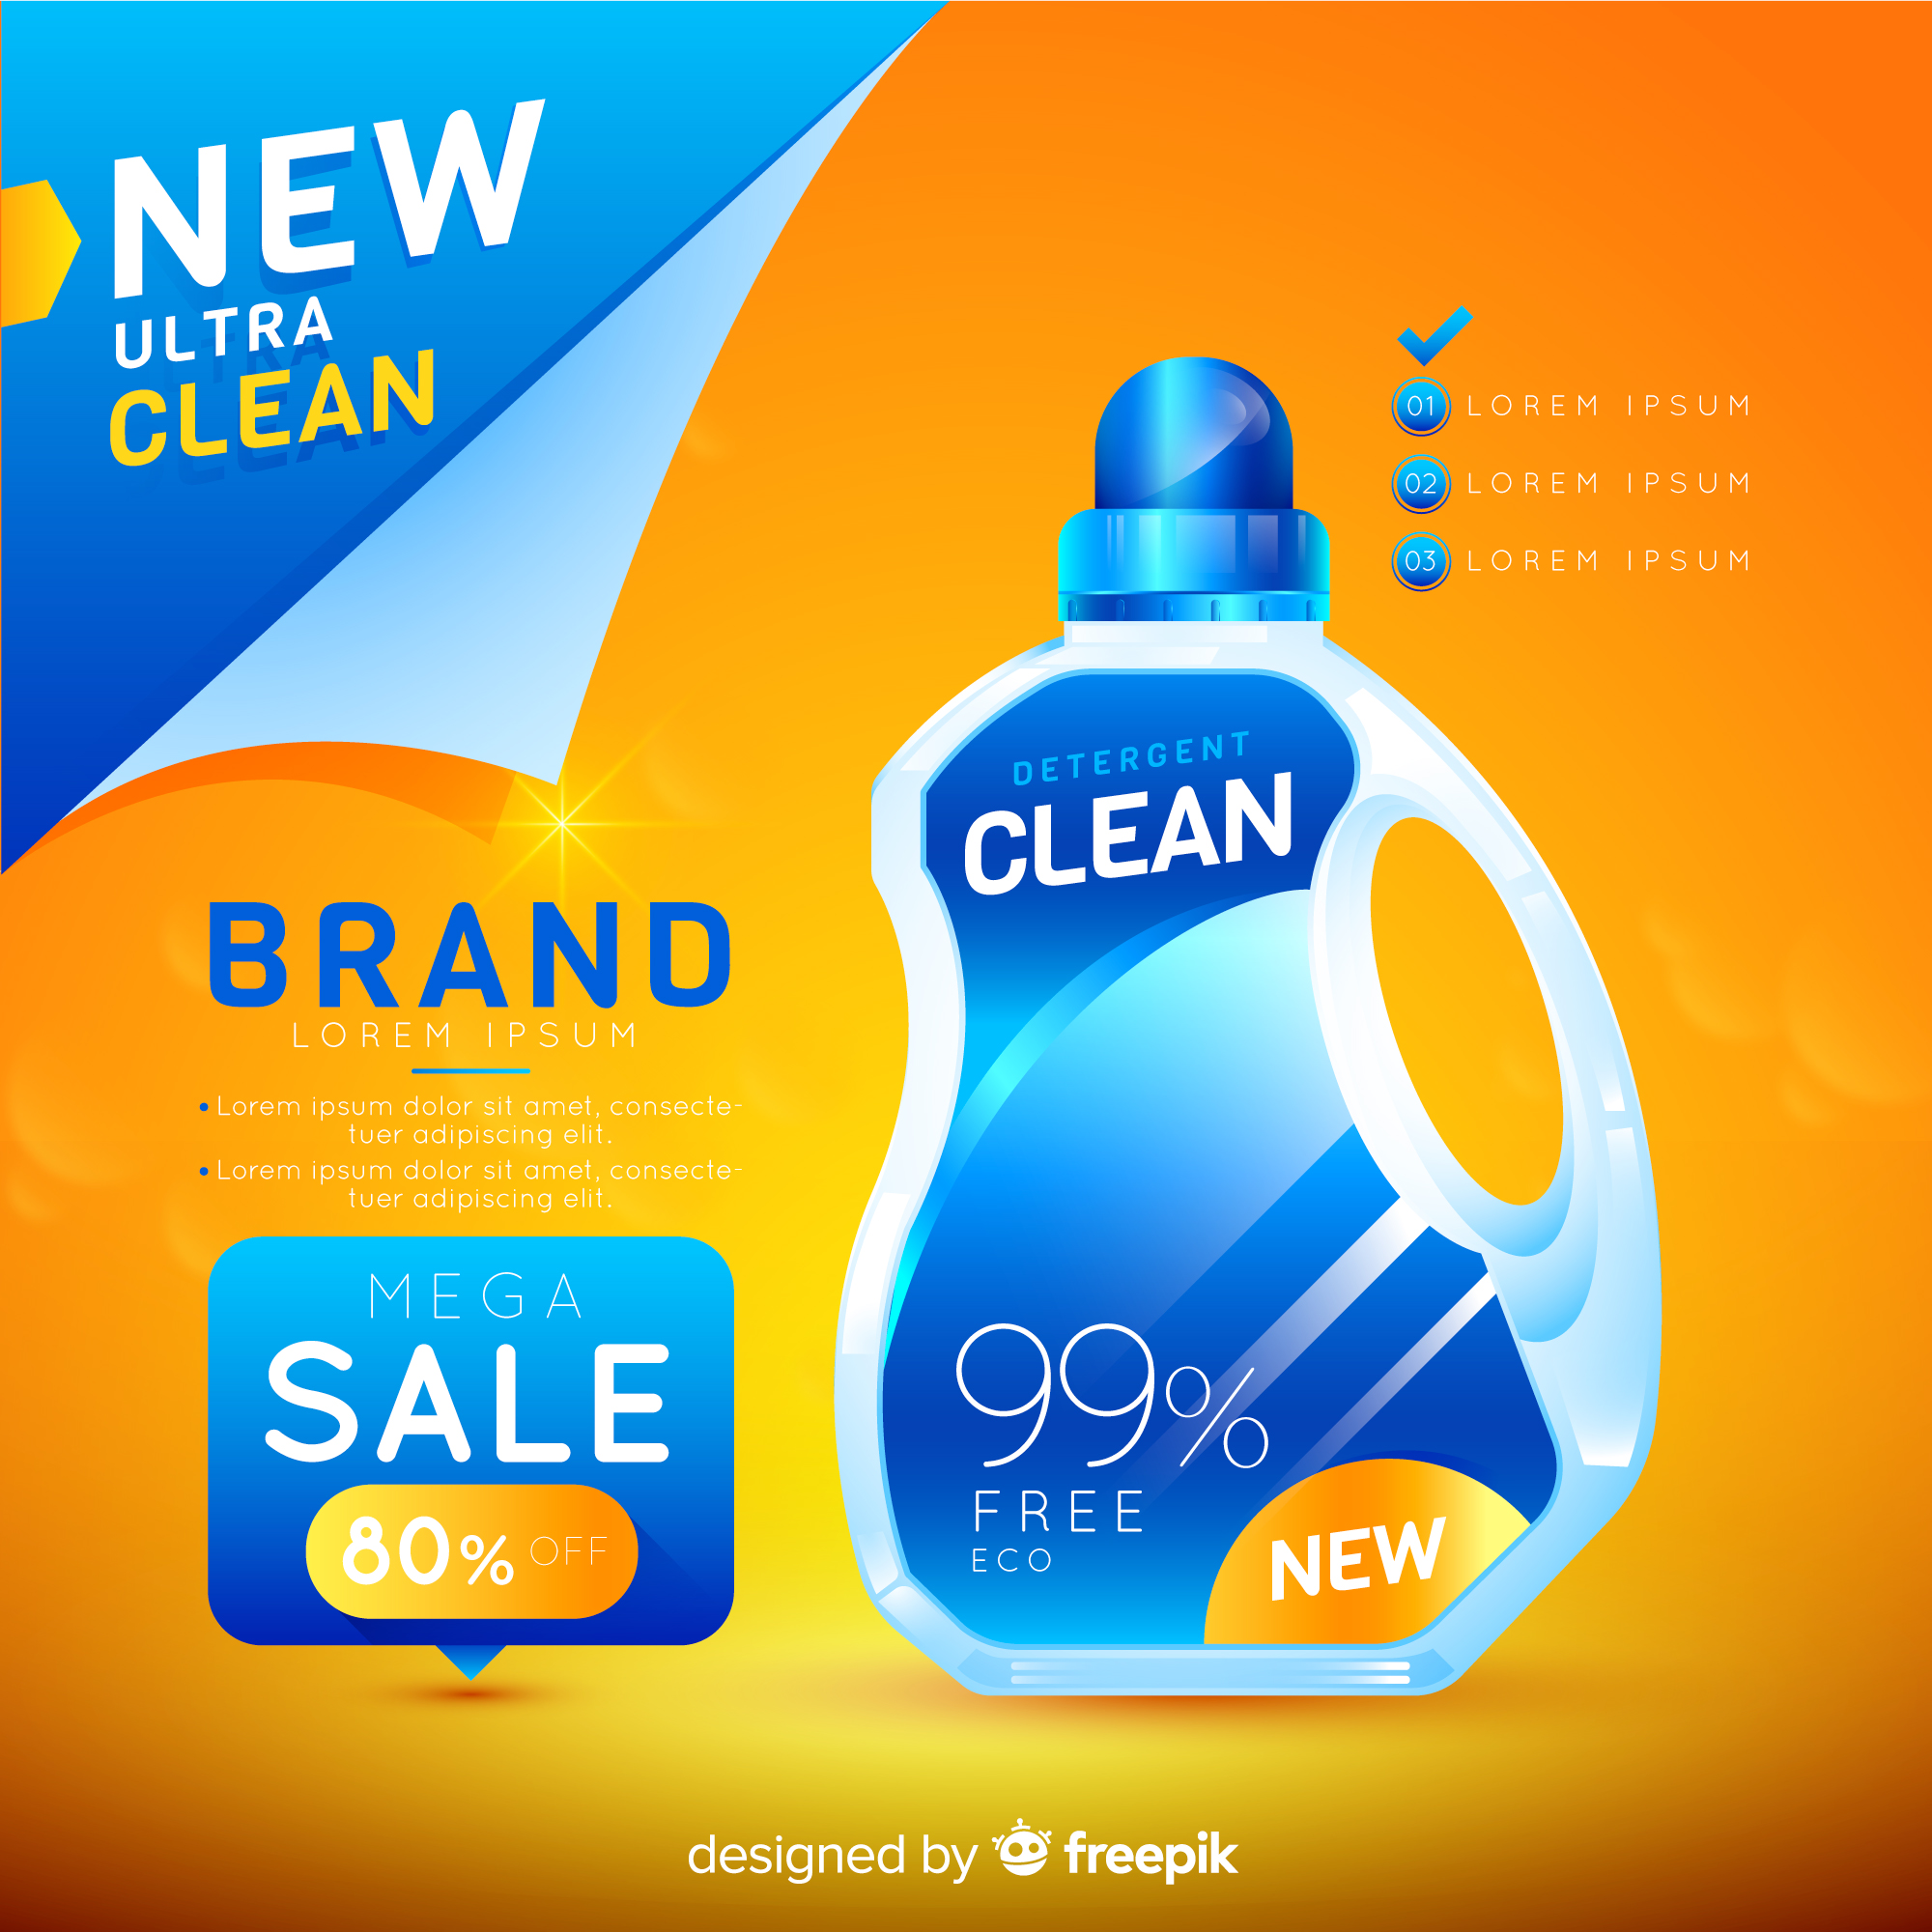 NEW
ULTRA
CLEAN
01 LOREM IPSUM
02 LOREM IPSUM
03 LOREM IPSUM
DETERGENT
CLEAN
99%
FREE
ECO
NEW
BRAND
LOREM IPSUM
• Lorem ipsum dolor sit amet, consecte-
tuer adipiscing elit.
• Lorem ipsum dolor sit amet, consecte-
tuer adipiscing elit.
MEGA
SALE
80% OFF
designed by freepik